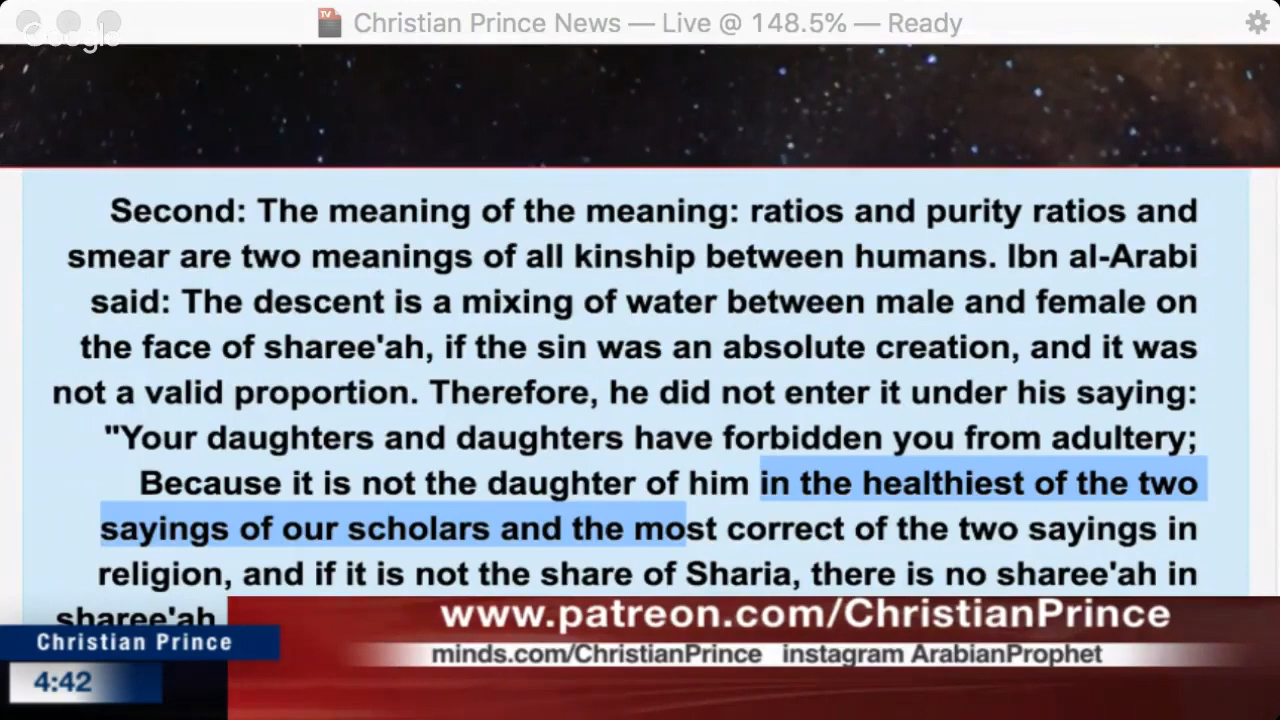 Christian Prince News — Live @ 148.5% — Ready
Google
TV
Second: The meaning of the meaning: ratios and purity ratios and
smear are two meanings of all kinship between humans. Ibn al-Arabi
said: The descent is a mixing of water between male and female on
the face of sharee'ah, if the sin was an absolute creation, and it was
not a valid proportion. Therefore, he did not enter it under his saying:
"Your daughters and daughters have forbidden you from adultery;
Because it is not the daughter of him in the healthiest of the two
sayings of our scholars and the most correct of the two sayings in
religion, and if it is not the share of Sharia, there is no sharee'ah in
sharee'ah
www.patreon.com/ChristianPrince
Christian Prince
minds.com/ChristianPrince instagram ArabianProphet
4:42